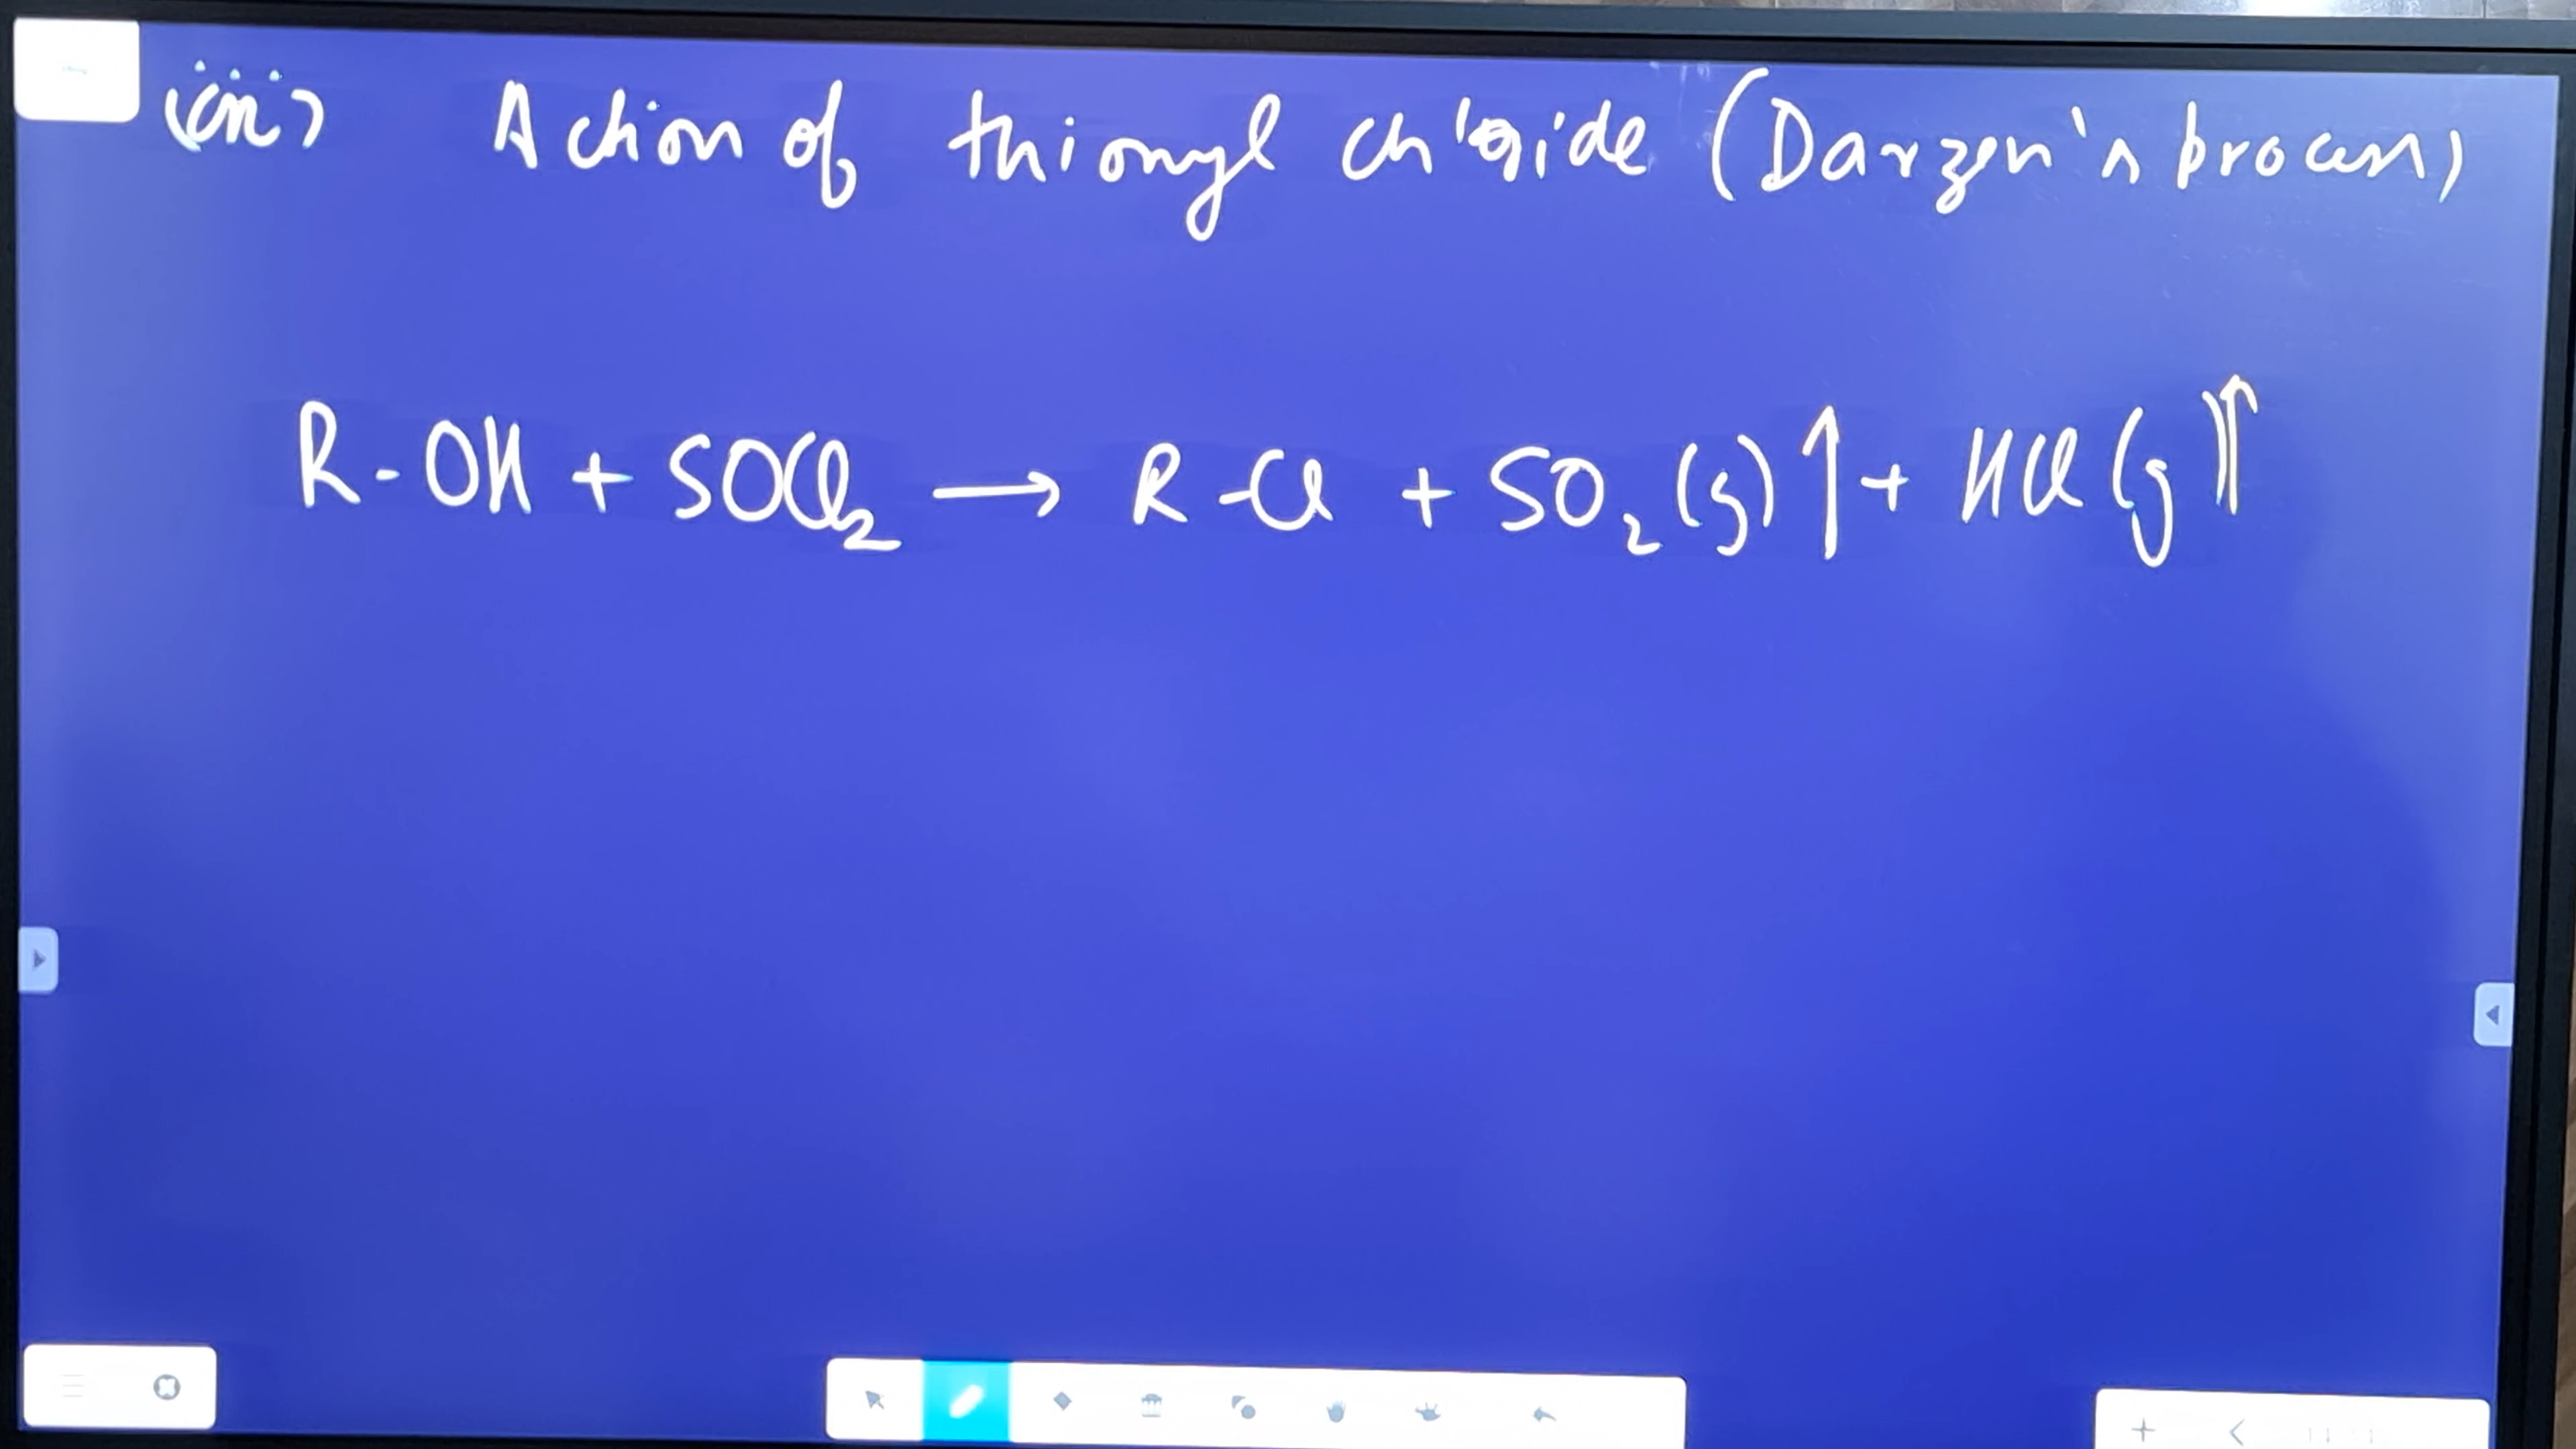 (iii) Action of thionyl chloride (Darzen's process)
R-OH + SOCl₂ → R-Cl + SO₂(g)↑ + HCl(g)↑